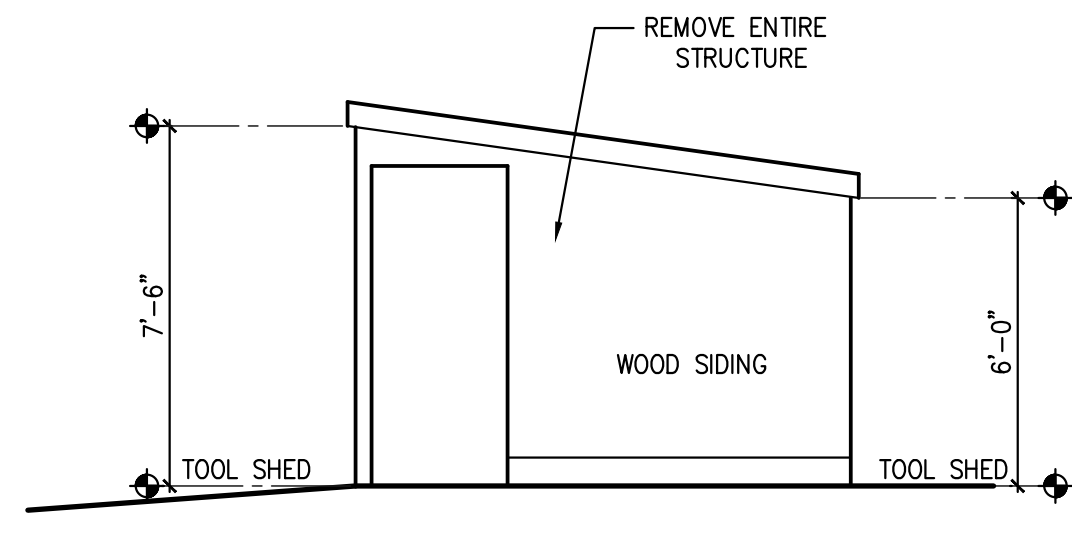 REMOVE ENTIRE
STRUCTURE
7'-6"
6'-0"
WOOD SIDING
TOOL SHED
TOOL SHED